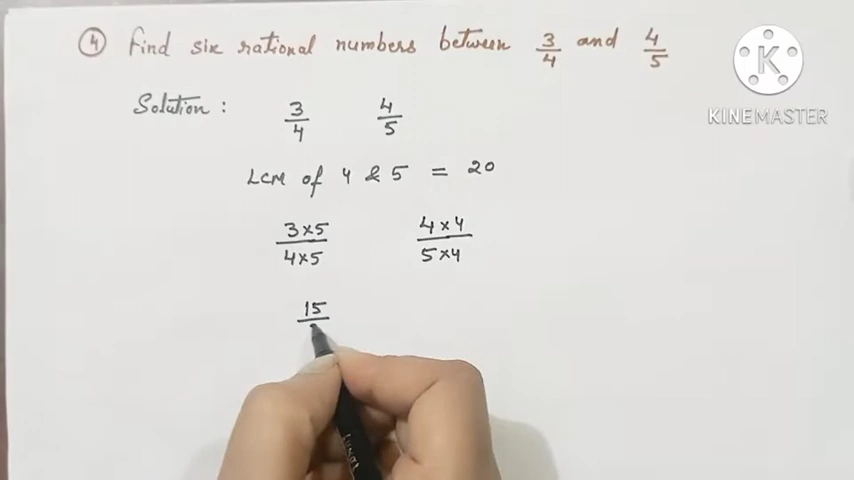 ④ Find six rational numbers between 3/4 and 4/5
KINEMASTER
Solution : 3/4 4/5
LCM of 4 & 5 = 20
3×5/4×5 4×4/5×4
15